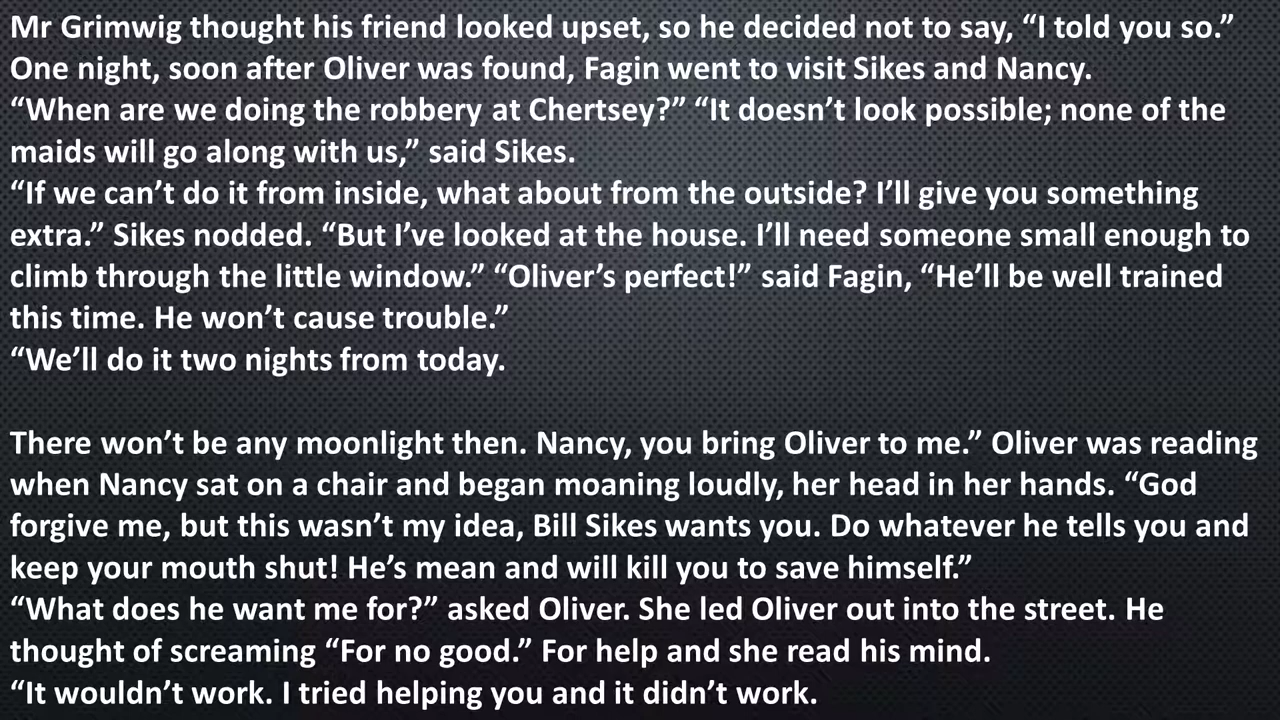 Mr Grimwig thought his friend looked upset, so he decided not to say, “I told you so.”
One night, soon after Oliver was found, Fagin went to visit Sikes and Nancy.
“When are we doing the robbery at Chertsey?” “It doesn’t look possible; none of the
maids will go along with us,” said Sikes.
“If we can’t do it from inside, what about from the outside? I’ll give you something
extra.” Sikes nodded. “But I’ve looked at the house. I’ll need someone small enough to
climb through the little window.” “Oliver’s perfect!” said Fagin, “He’ll be well trained
this time. He won’t cause trouble.”
“We’ll do it two nights from today.
There won’t be any moonlight then. Nancy, you bring Oliver to me.” Oliver was reading
when Nancy sat on a chair and began moaning loudly, her head in her hands. “God
forgive me, but this wasn’t my idea, Bill Sikes wants you. Do whatever he tells you and
keep your mouth shut! He’s mean and will kill you to save himself.”
“What does he want me for?” asked Oliver. She led Oliver out into the street. He
thought of screaming “For no good.” For help and she read his mind.
“It wouldn’t work. I tried helping you and it didn’t work.